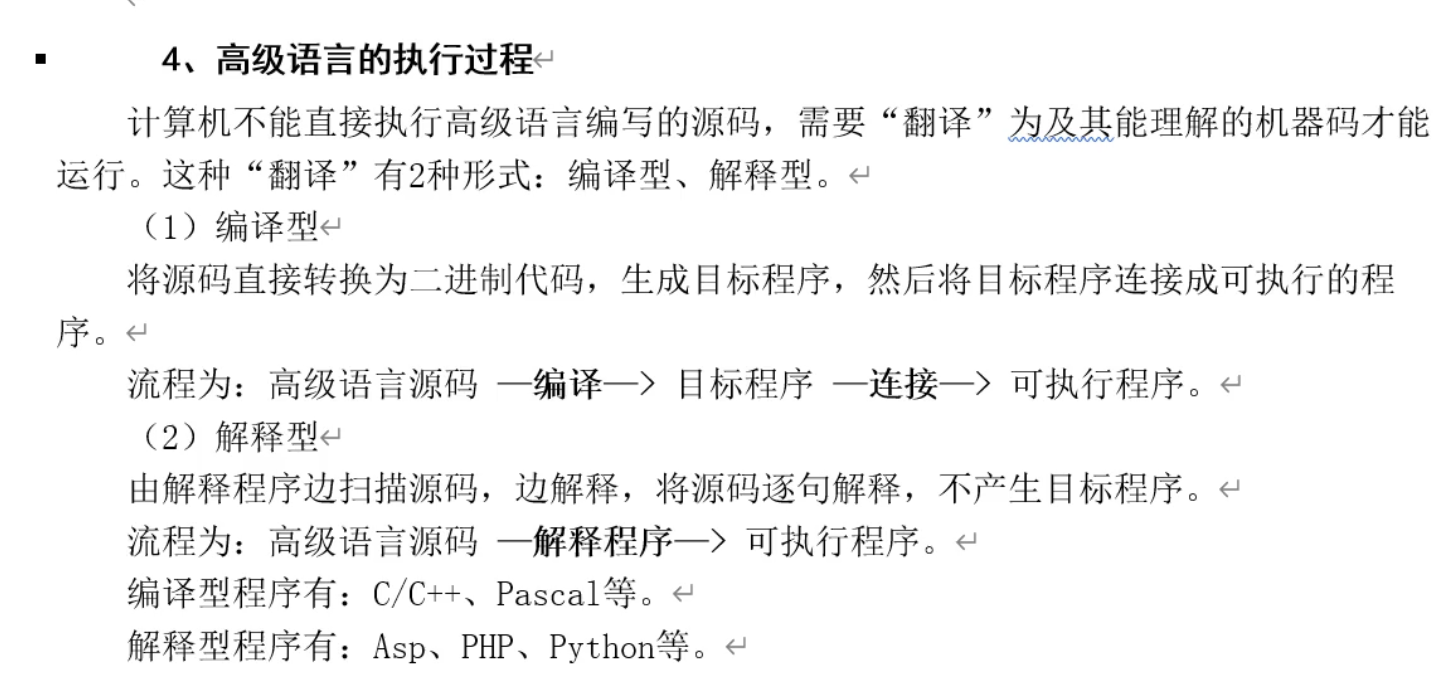 4、高级语言的执行过程
计算机不能直接执行高级语言编写的源码，需要“翻译”为及其能理解的机器码才能
运行。这种“翻译”有2种形式：编译型、解释型。
（1）编译型
将源码直接转换为二进制代码，生成目标程序，然后将目标程序连接成可执行的程
序。
流程为：高级语言源码 —编译—> 目标程序 —连接—> 可执行程序。
（2）解释型
由解释程序边扫描源码，边解释，将源码逐句解释，不产生目标程序。
流程为：高级语言源码 —解释程序—> 可执行程序。
编译型程序有：C/C++、Pascal等。
解释型程序有：Asp、PHP、Python等。